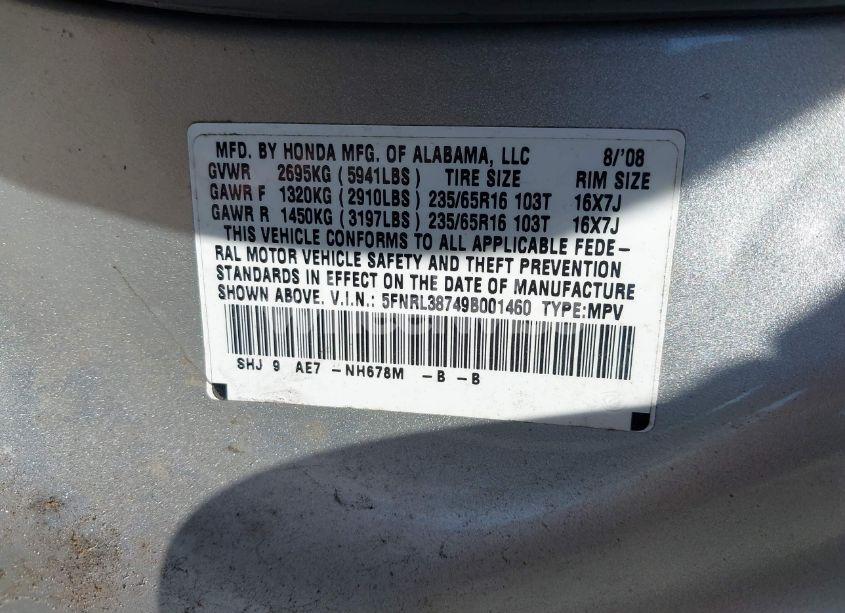 MFD. BY HONDA MFG. OF ALABAMA, LLC 8/'08
GVWR 2695KG (5941LBS) TIRE SIZE RIM SIZE
GAWR F 1320KG (2910LBS) 235/65R16 103T 16X7J
GAWR R 1450KG (3197LBS) 235/65R16 103T 16X7J
THIS VEHICLE CONFORMS TO ALL APPLICABLE FEDE-
RAL MOTOR VEHICLE SAFETY AND THEFT PREVENTION
STANDARDS IN EFFECT ON THE DATE OF MANUFACTURE
SHOWN ABOVE. V.I.N.: 5FNRL38749B001460 TYPE:MPV
SHJ 9 AE7 -NH678M -B -B